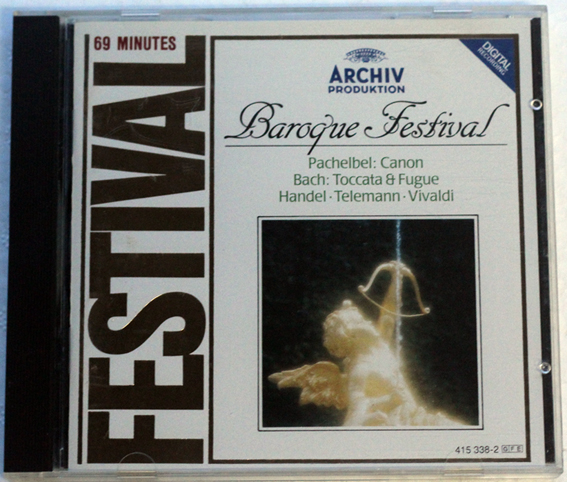 69 MINUTES
FESTIVAL
ARCHIV
PRODUKTION
DIGITAL
RECORDING
Baroque Festival
Pachelbel: Canon
Bach: Toccata & Fugue
Handel · Telemann · Vivaldi
415 338-2 G F E